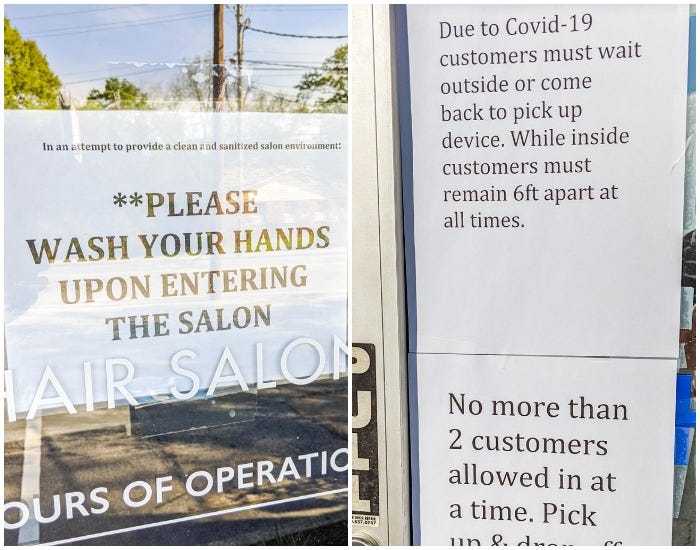 In an attempt to provide a clean and sanitized salon environment:
**PLEASE
WASH YOUR HANDS
UPON ENTERING
THE SALON
HAIR SALON
OURS OF OPERATIO
Due to Covid-19
customers must wait
outside or come
back to pick up
device. While inside
customers must
remain 6ft apart at
all times.
No more than
2 customers
allowed in at
a time. Pick
up &